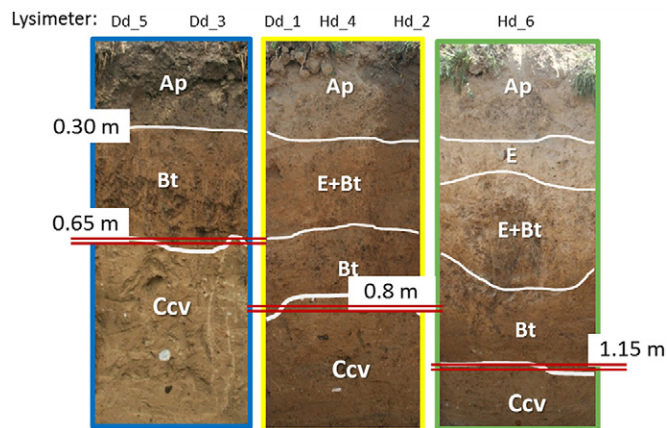 Lysimeter: Dd_5 Dd_3 Dd_1 Hd_4 Hd_2 Hd_6
Ap Ap Ap
0.30 m
E
Bt E+Bt
E+Bt
0.65 m
Bt
0.8 m
Ccv
Bt
1.15 m
Ccv
Ccv